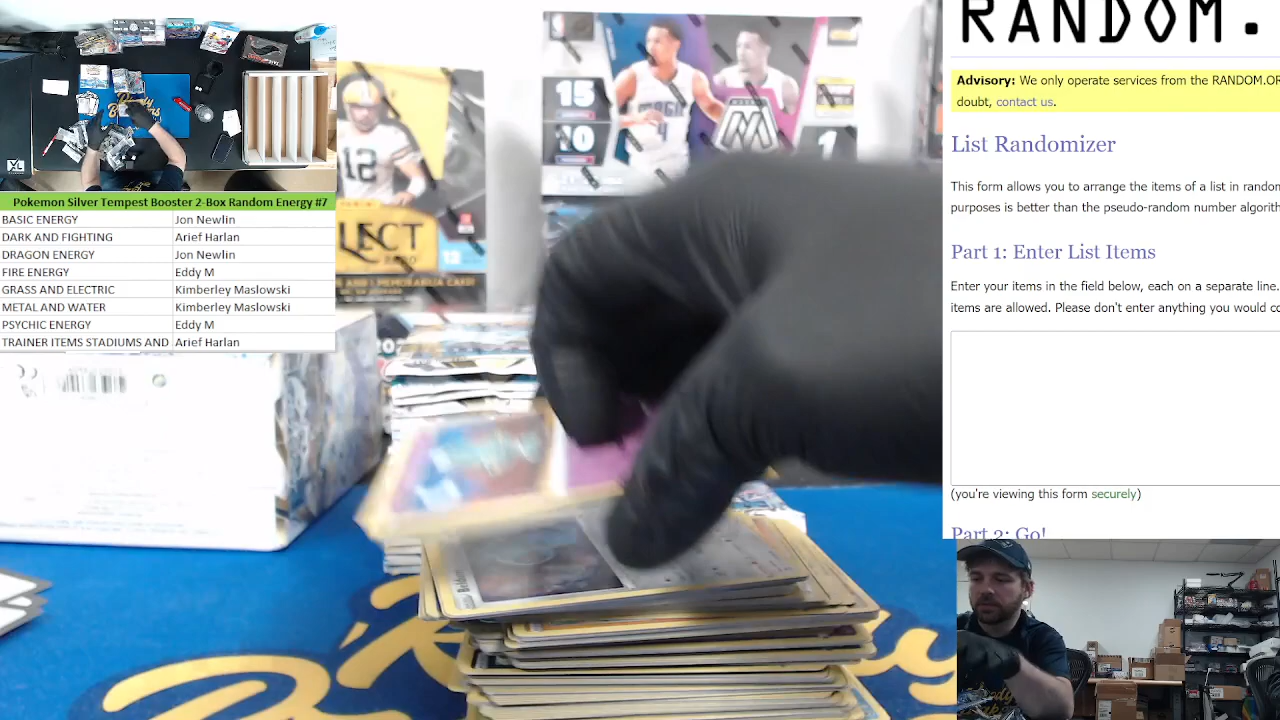 Pokemon Silver Tempest Booster 2-Box Random Energy #7
BASIC ENERGY Jon Newlin
DARK AND FIGHTING Arief Harlan
DRAGON ENERGY Jon Newlin
FIRE ENERGY Eddy M
GRASS AND ELECTRIC Kimberley Maslowski
METAL AND WATER Kimberley Maslowski
PSYCHIC ENERGY Eddy M
TRAINER ITEMS STADIUMS AND Arief Harlan
12
LECT
12
15
10
MAGIC
4
1
RANDOM.
Advisory: We only operate services from the RANDOM.OR
doubt, contact us.
List Randomizer
This form allows you to arrange the items of a list in random
purposes is better than the pseudo-random number algorith
Part 1: Enter List Items
Enter your items in the field below, each on a separate line.
items are allowed. Please don't enter anything you would co
(you're viewing this form securely)
Part 2: Go!